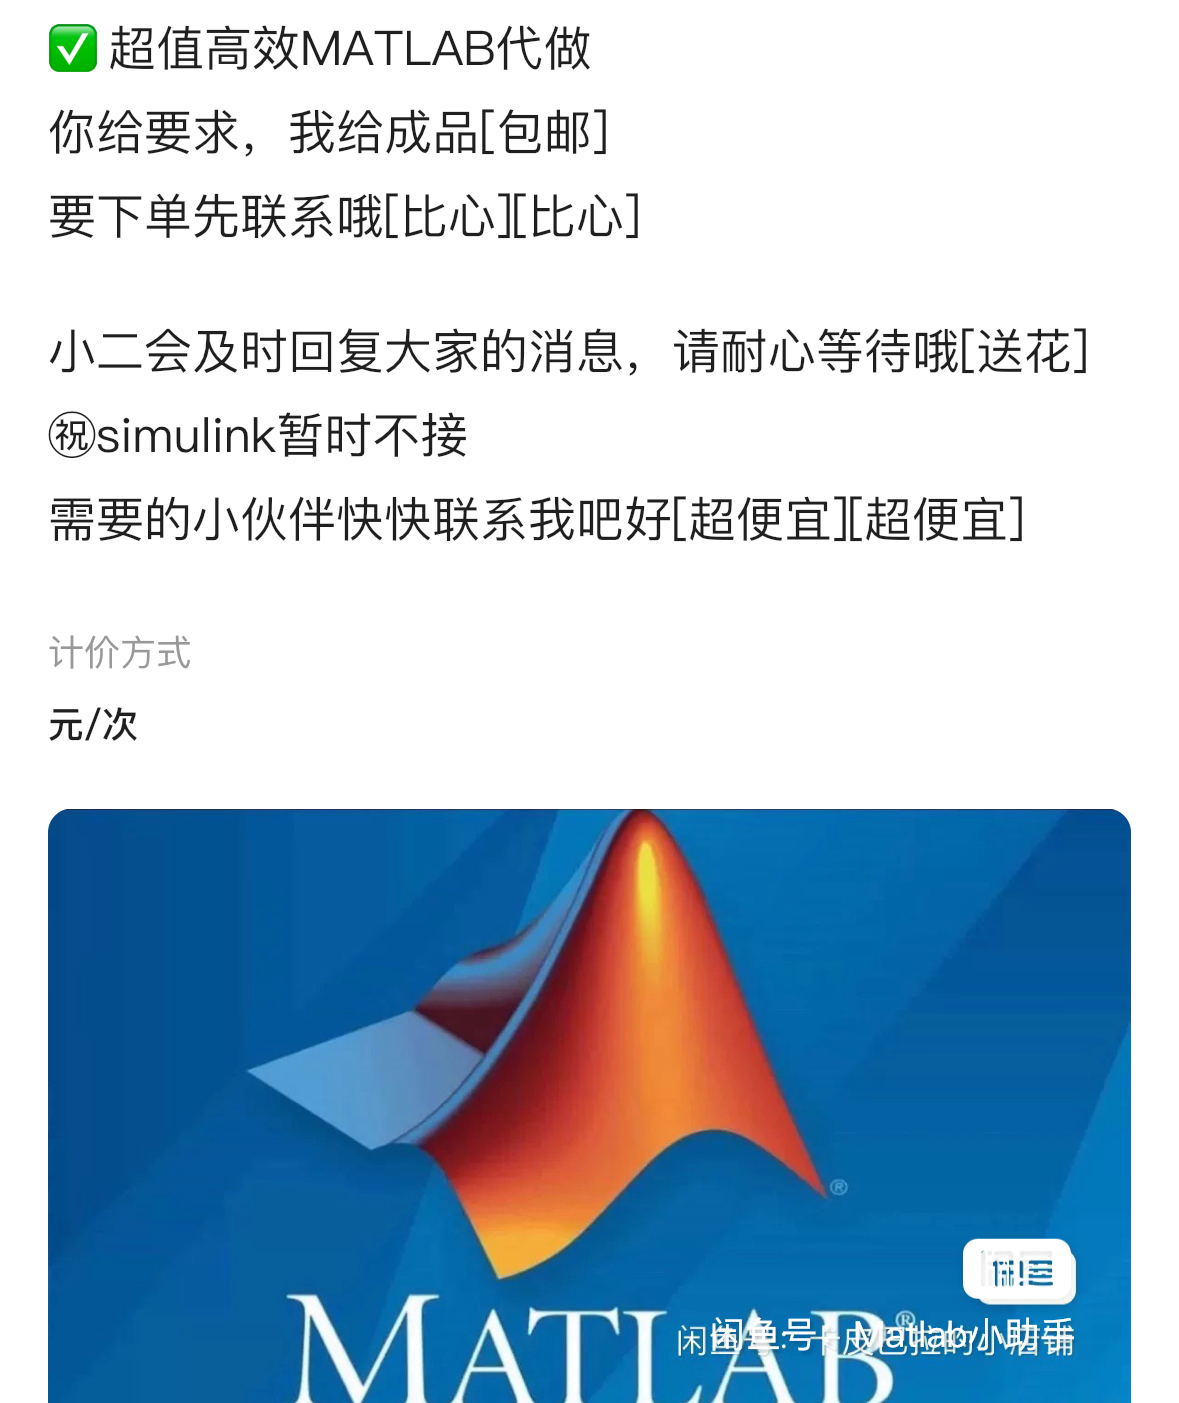 ✅ 超值高效MATLAB代做
你给要求，我给成品[包邮]
要下单先联系哦[比心][比心]
小二会及时回复大家的消息，请耐心等待哦[送花]
㊗simulink暂时不接
需要的小伙伴快快联系我吧好[超便宜][超便宜]
计价方式
元/次
®
MATLAB®
闲鱼号: Matlab小助手